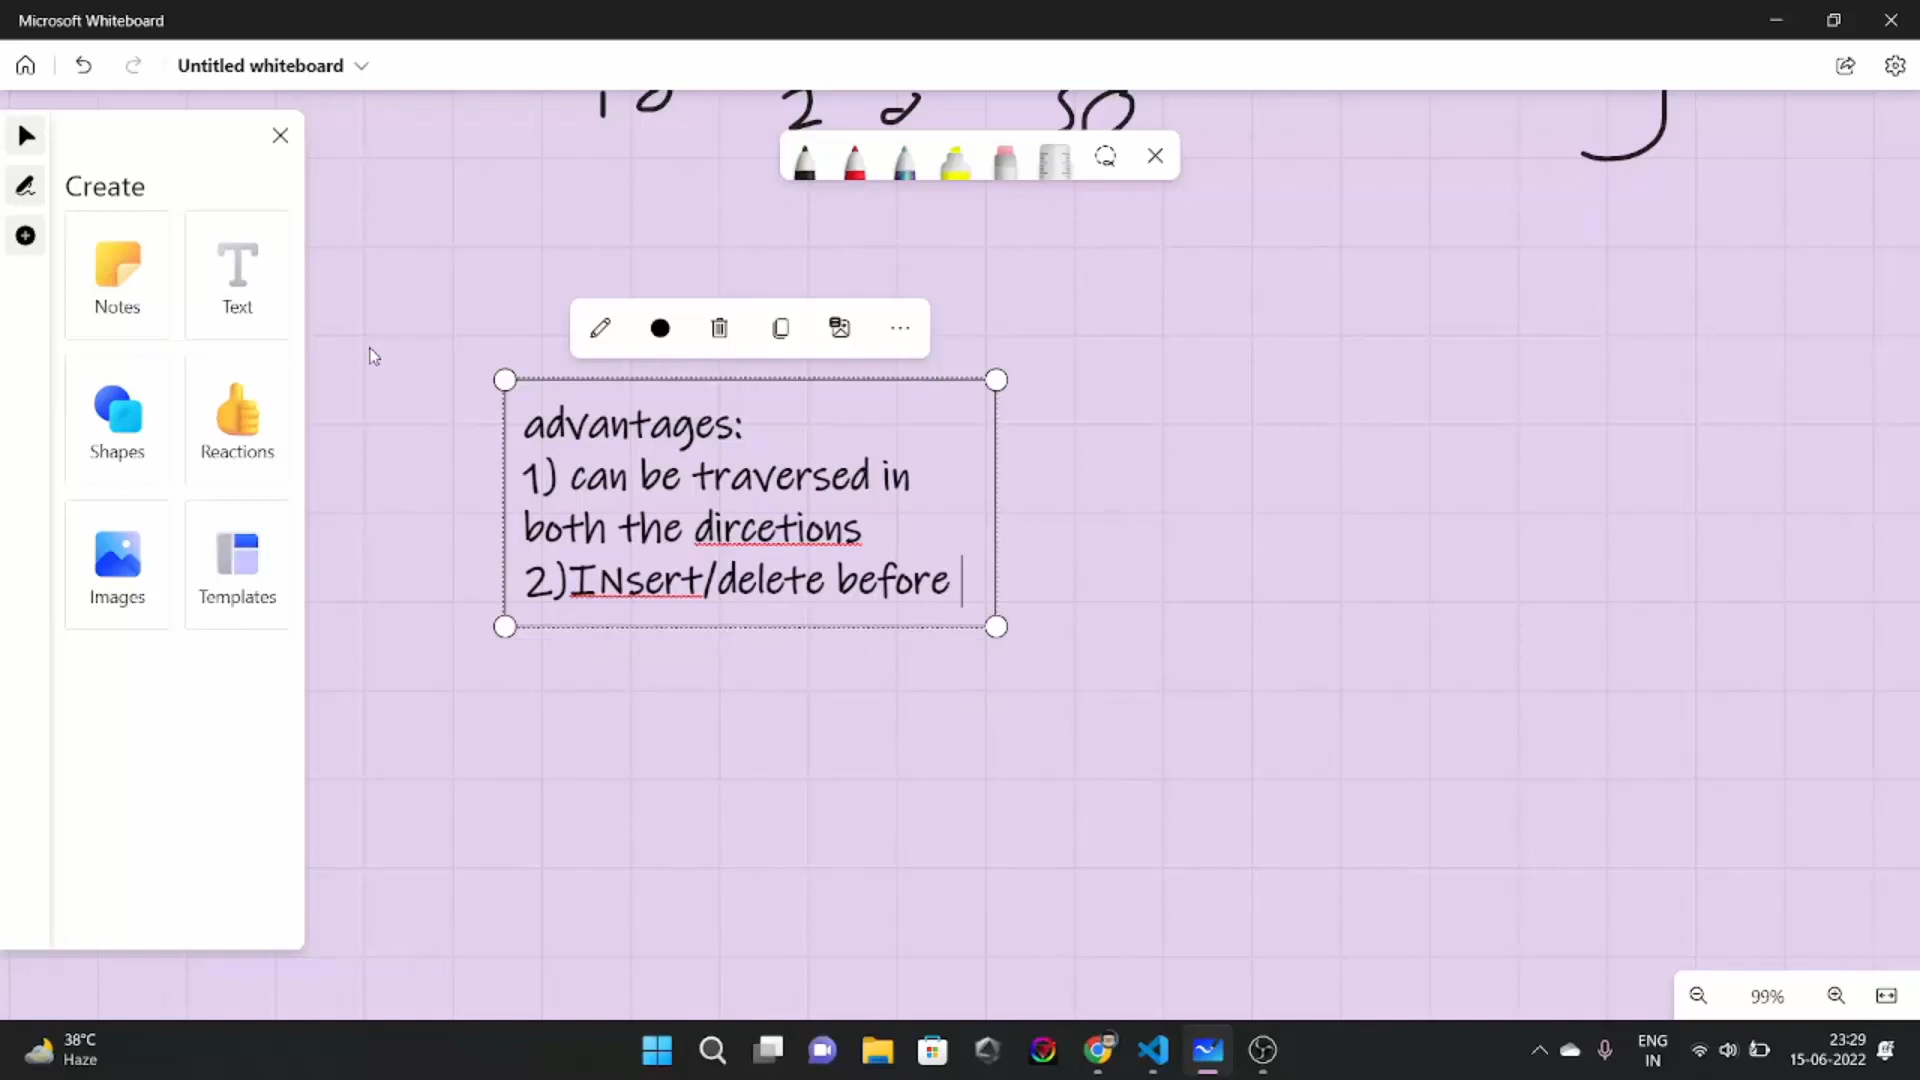 Microsoft Whiteboard
Untitled whiteboard
Create
Notes
Text
Shapes
Reactions
Images
Templates
advantages:
1) can be traversed in
both the dircetions
2)INsert/delete before
99%
38°C
Haze
ENG
IN
23:29
15-06-2022